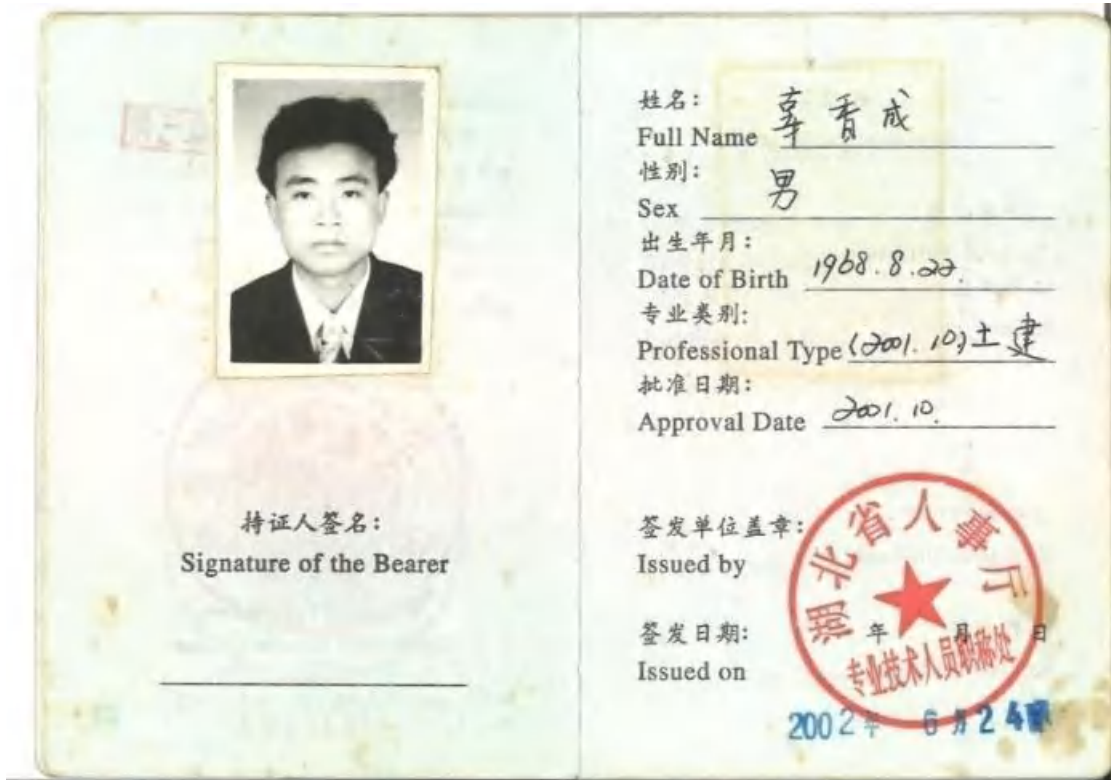 持证人签名:
Signature of the Bearer
姓名:
Full Name 辜香成
性别:
Sex 男
出生年月:
Date of Birth 1968.8.22.
专业类别:
Professional Type (2001.10)土建
批准日期:
Approval Date 2001.10.
签发单位盖章:
Issued by
湖北省人事厅
专业技术人员职称处
签发日期: 年 月 日
Issued on
2002年 6月24日